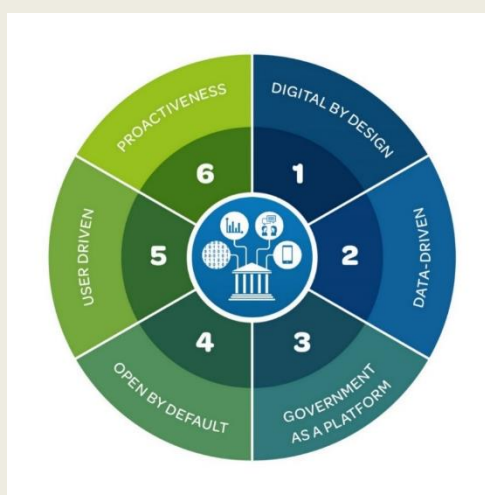 DIGITAL BY DESIGN
1
DATA-DRIVEN
2
GOVERNMENT
AS A PLATFORM
3
OPEN BY DEFAULT
4
USER DRIVEN
5
PROACTIVENESS
6